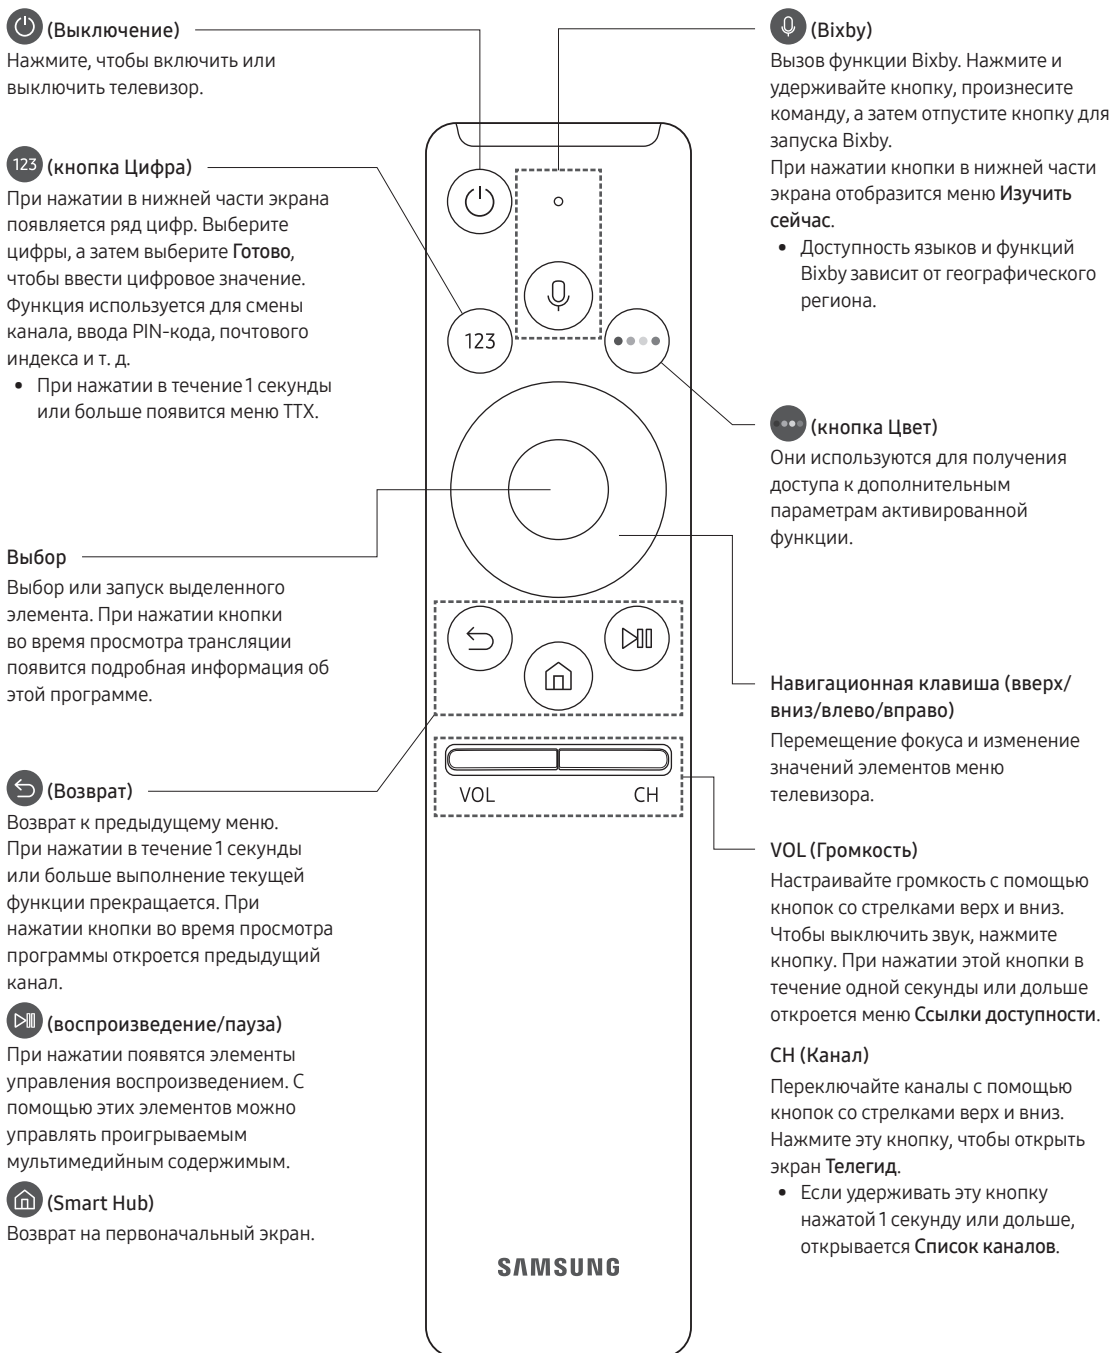 (Выключение)
Нажмите, чтобы включить или
выключить телевизор.
123 (кнопка Цифра)
При нажатии в нижней части экрана
появляется ряд цифр. Выберите
цифры, а затем выберите Готово,
чтобы ввести цифровое значение.
Функция используется для смены
канала, ввода PIN-кода, почтового
индекса и т. д.
• При нажатии в течение 1 секунды
или больше появится меню TTX.
Выбор
Выбор или запуск выделенного
элемента. При нажатии кнопки
во время просмотра трансляции
появится подробная информация об
этой программе.
(Возврат)
Возврат к предыдущему меню.
При нажатии в течение 1 секунды
или больше выполнение текущей
функции прекращается. При
нажатии кнопки во время просмотра
программы откроется предыдущий
канал.
(воспроизведение/пауза)
При нажатии появятся элементы
управления воспроизведением. С
помощью этих элементов можно
управлять проигрываемым
мультимедийным содержимым.
(Smart Hub)
Возврат на первоначальный экран.
123
VOL CH
SAMSUNG
(Bixby)
Вызов функции Bixby. Нажмите и
удерживайте кнопку, произнесите
команду, а затем отпустите кнопку для
запуска Bixby.
При нажатии кнопки в нижней части
экрана отобразится меню Изучить
сейчас.
• Доступность языков и функций
Bixby зависит от географического
региона.
(кнопка Цвет)
Они используются для получения
доступа к дополнительным
параметрам активированной
функции.
Навигационная клавиша (вверх/
вниз/влево/вправо)
Перемещение фокуса и изменение
значений элементов меню
телевизора.
VOL (Громкость)
Настраивайте громкость с помощью
кнопок со стрелками верх и вниз.
Чтобы выключить звук, нажмите
кнопку. При нажатии этой кнопки в
течение одной секунды или дольше
откроется меню Ссылки доступности.
CH (Канал)
Переключайте каналы с помощью
кнопок со стрелками верх и вниз.
Нажмите эту кнопку, чтобы открыть
экран Телегид.
• Если удерживать эту кнопку
нажатой 1 секунду или дольше,
открывается Список каналов.